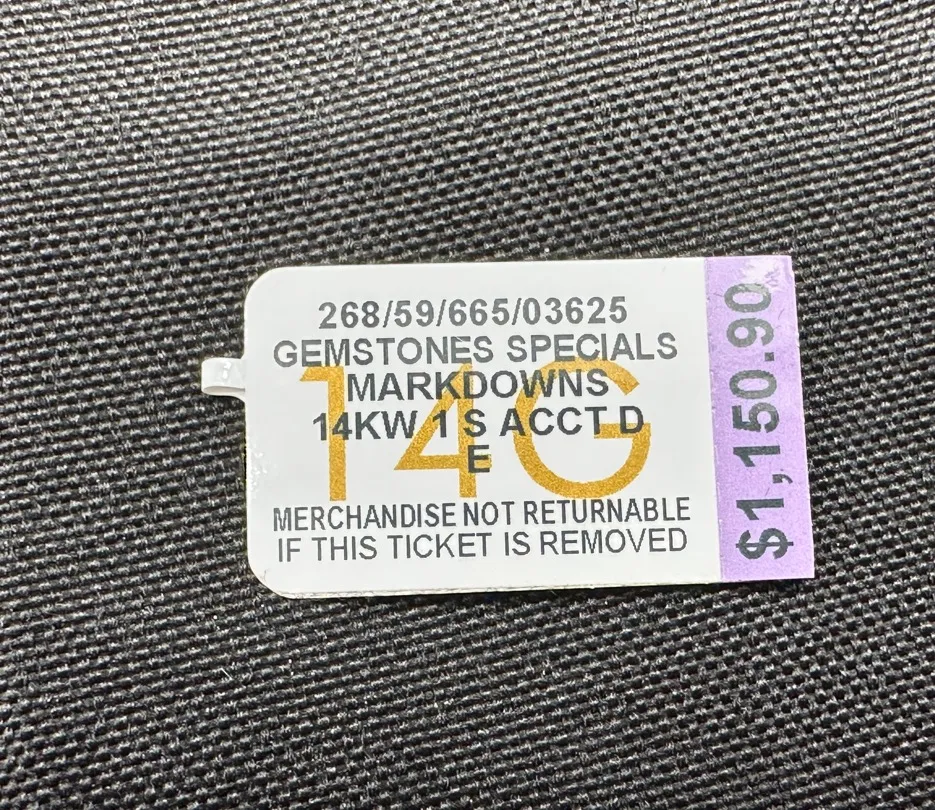 268/59/665/03625
GEMSTONES SPECIALS
MARKDOWNS
14KW 1 S ACCT D
E
14G
MERCHANDISE NOT RETURNABLE
IF THIS TICKET IS REMOVED
$1,150.90